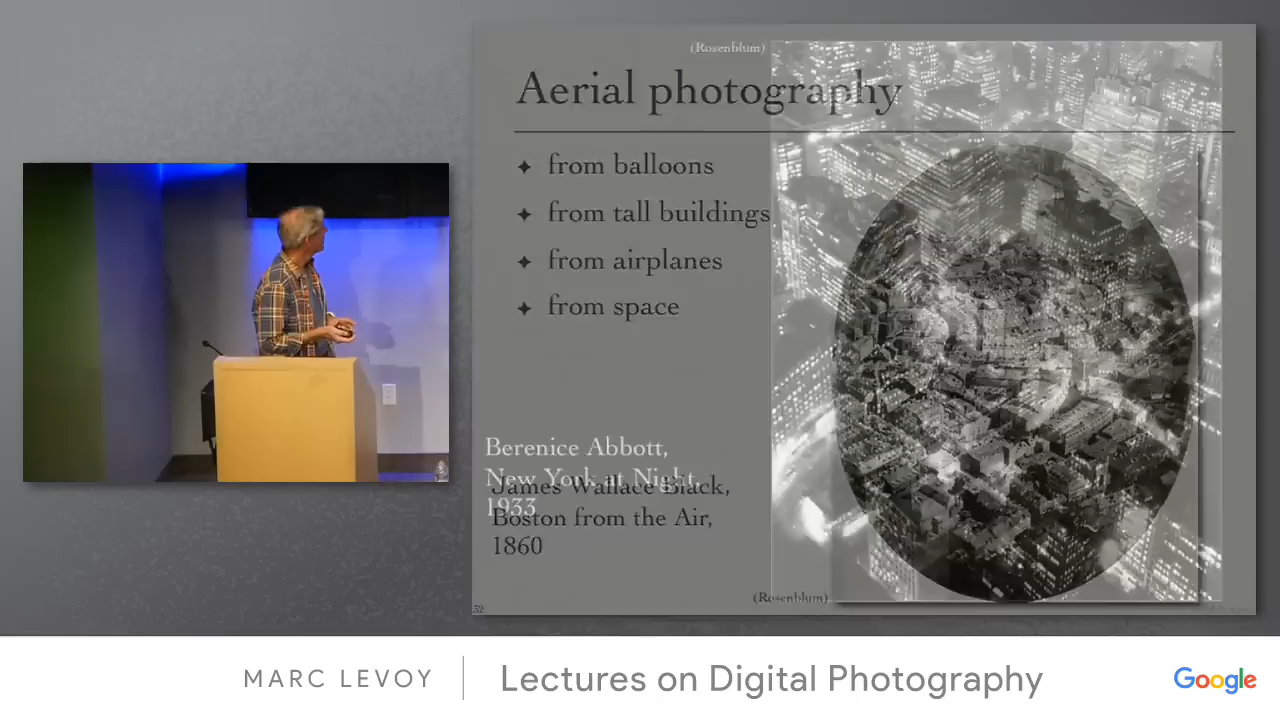 (Rosenblum)
Aerial photography
✦ from balloons
✦ from tall buildings
✦ from airplanes
✦ from space
Berenice Abbott,
New York at Night,
1933
James Wallace Black,
Boston from the Air,
1860
(Rosenblum)
52
MARC LEVOY
Lectures on Digital Photography
Google